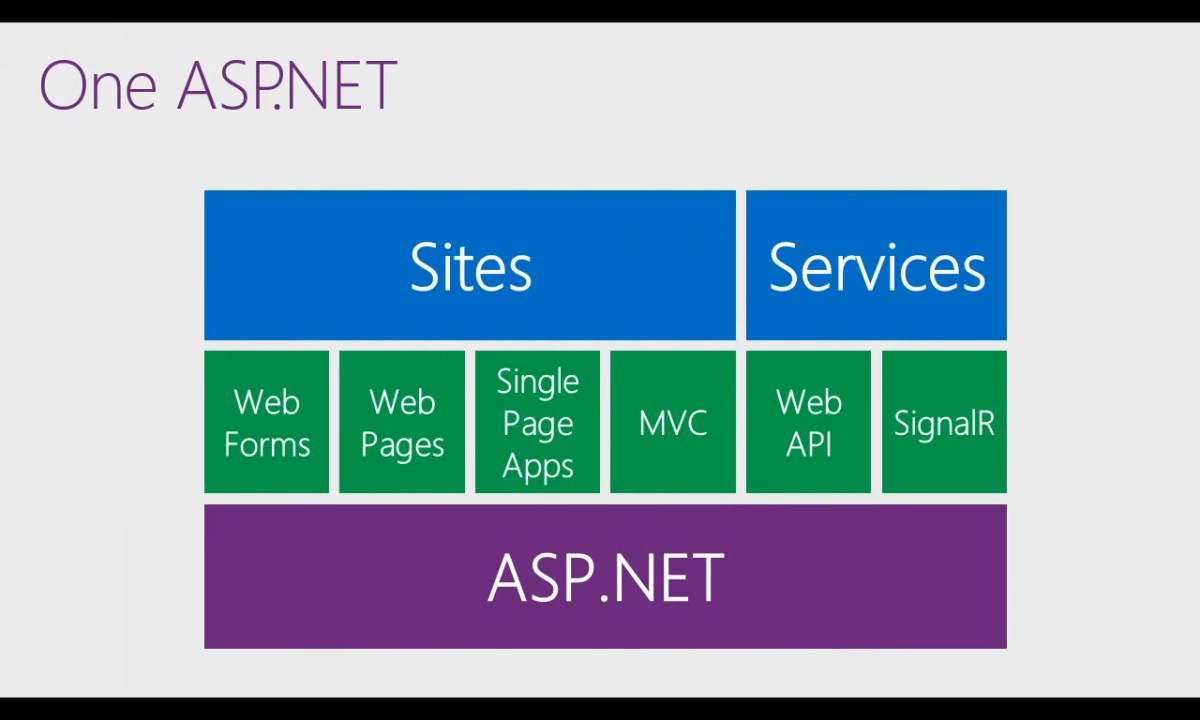 One ASP.NET
Sites
Services
Web
Forms
Web
Pages
Single
Page
Apps
MVC
Web
API
SignalR
ASP.NET